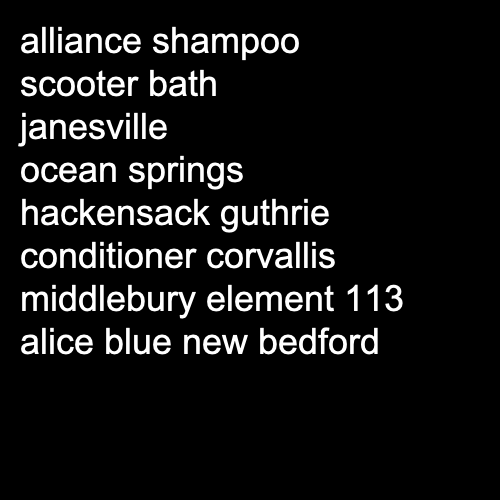 alliance shampoo
scooter bath
janesville
ocean springs
hackensack guthrie
conditioner corvallis
middlebury element 113
alice blue new bedford